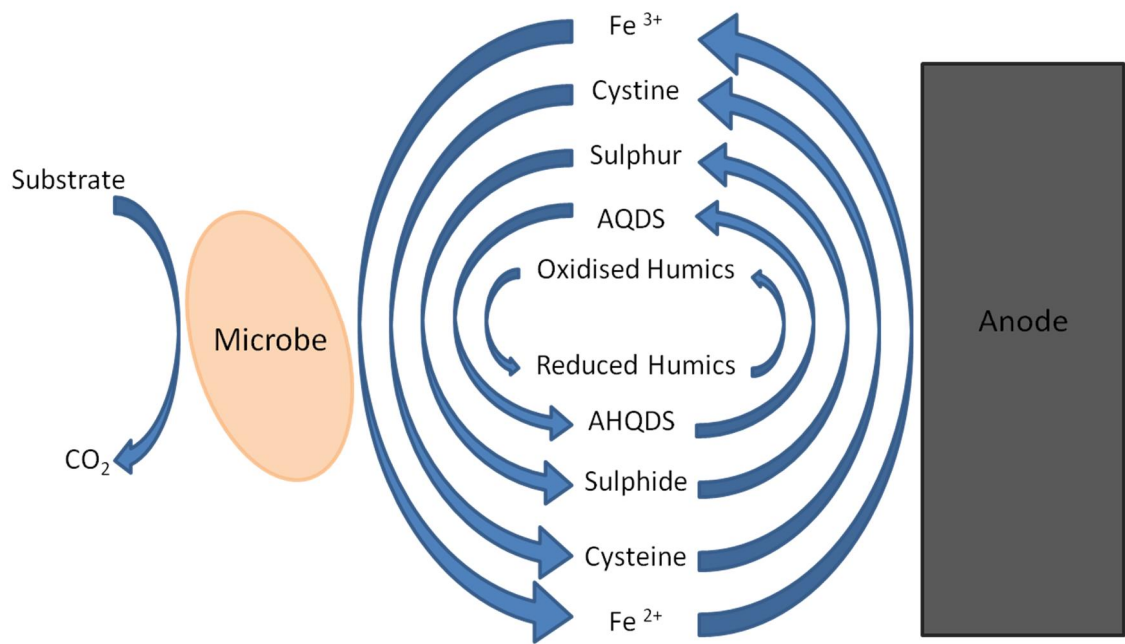 Fe 3+
Cystine
Sulphur
Substrate
AQDS
Oxidised Humics
Microbe
Anode
Reduced Humics
AHQDS
CO2
Sulphide
Cysteine
Fe 2+